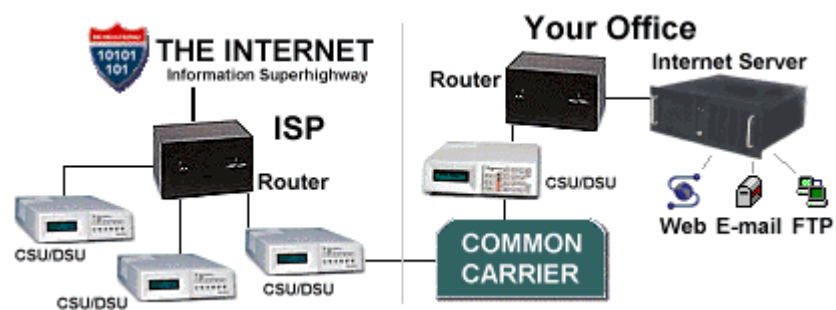 10101
101
THE INTERNET
Information Superhighway
ISP
Router
CSU/DSU
CSU/DSU
CSU/DSU
Your Office
Internet Server
Router
CSU/DSU
COMMON
CARRIER
Web E-mail FTP